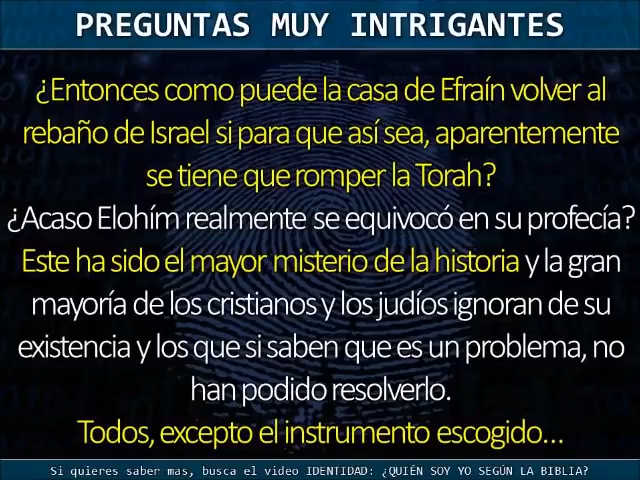 PREGUNTAS MUY INTRIGANTES
¿Entonces como puede la casa de Efraín volver al
rebaño de Israel si para que así sea, aparentemente
se tiene que romper la Torah?
¿Acaso Elohím realmente se equivocó en su profecía?
Este ha sido el mayor misterio de la historia y la gran
mayoría de los cristianos y los judíos ignoran de su
existencia y los que si saben que es un problema, no
han podido resolverlo.
Todos, excepto el instrumento escogido...
Si quieres saber mas, busca el video IDENTIDAD: ¿QUIÉN SOY YO SEGÚN LA BIBLIA?